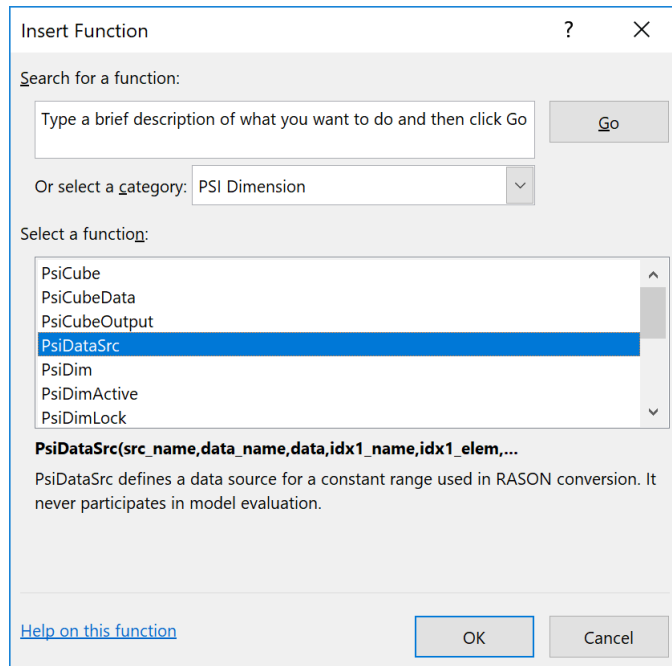 Insert Function
?
Search for a function:
Type a brief description of what you want to do and then click Go
Go
Or select a category:
PSI Dimension
Select a function:
PsiCube
PsiCubeData
PsiCubeOutput
PsiDataSrc
PsiDim
PsiDimActive
PsiDimLock
PsiDataSrc(src_name,data_name,data,idx1_name,idx1_elem,...
PsiDataSrc defines a data source for a constant range used in RASON conversion. It
never participates in model evaluation.
Help on this function
OK
Cancel